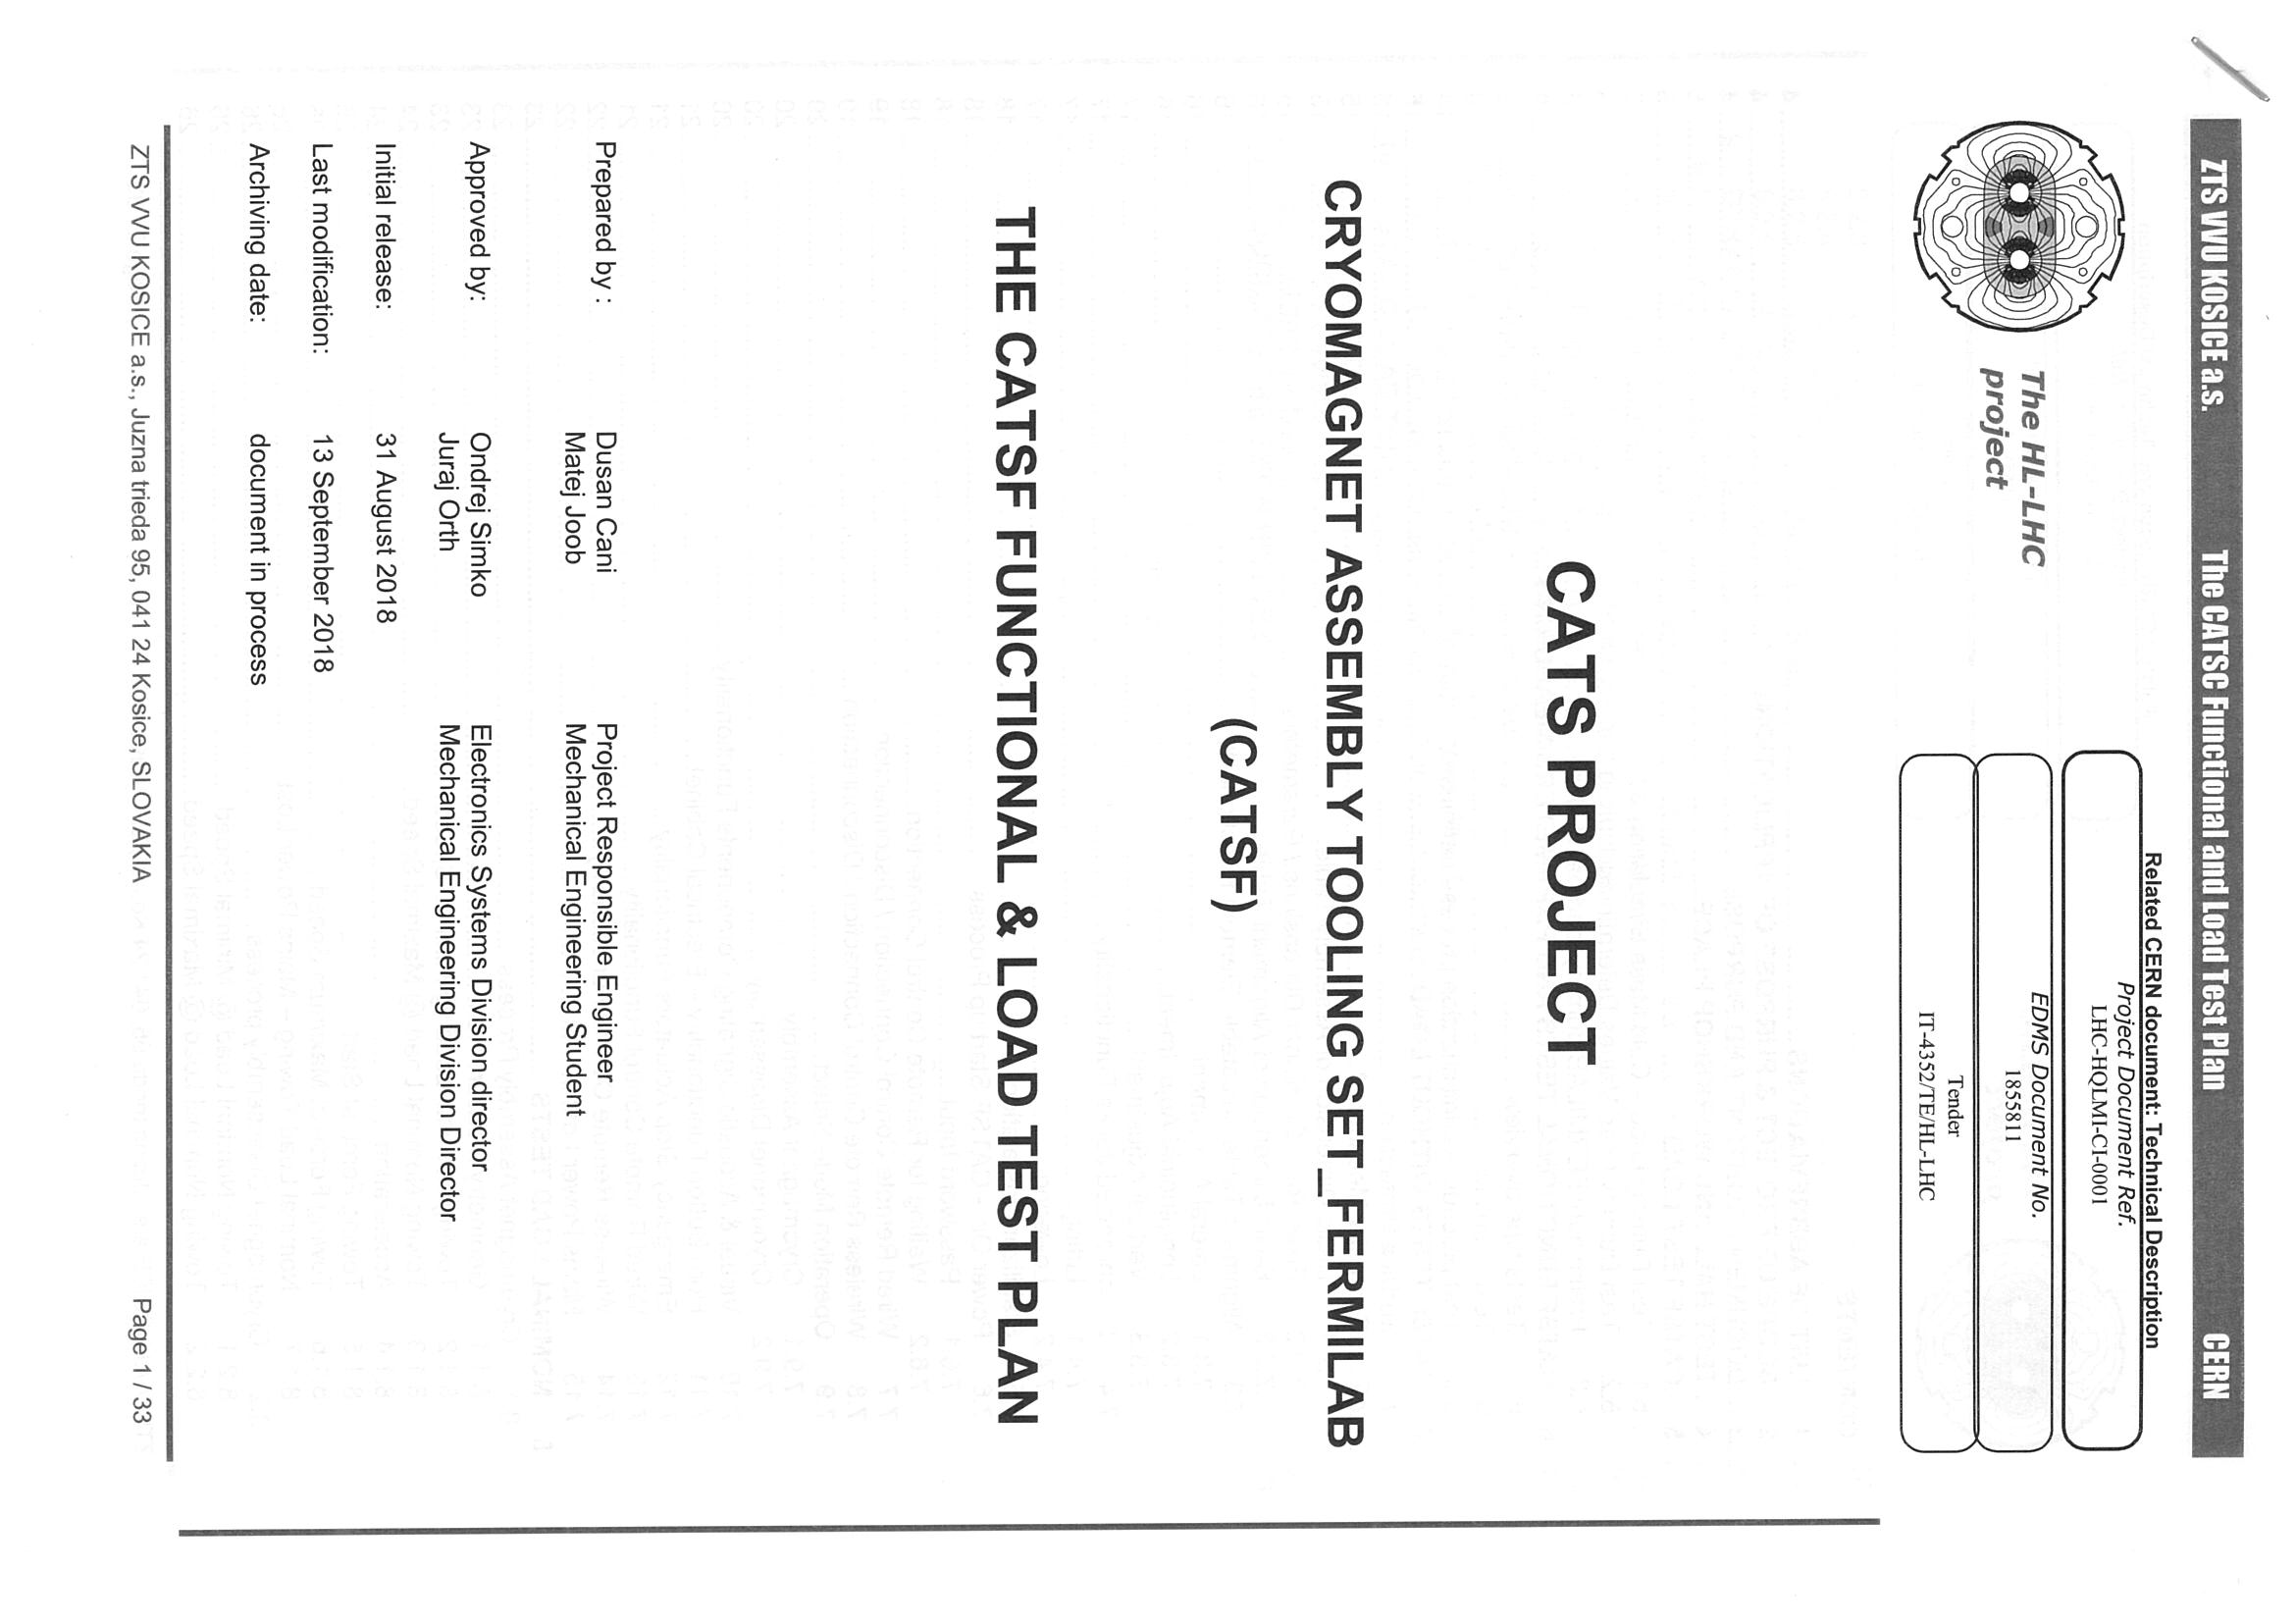 ZTS VVU KOSICE a.s. The CATSF Functional and Load Test Plan CERN
Related CERN document: Technical Description
The HL-LHC
project
Project Document Ref.
LHC-HQLMI-CI-0001
EDMS Document No.
1855811
Tender
IT-4352/TE/HL-LHC
CATS PROJECT
CRYOMAGNET ASSEMBLY TOOLING SET_FERMILAB
(CATSF)
THE CATSF FUNCTIONAL & LOAD TEST PLAN
Prepared by : Dusan Cani Project Responsible Engineer
Matej Joob Mechanical Engineering Student
Approved by: Ondrej Simko Electronics Systems Division director
Juraj Orth Mechanical Engineering Division Director
Initial release: 31 August 2018
Last modification: 13 September 2018
Archiving date: document in process
ZTS VVU KOSICE a.s., Juzna trieda 95, 041 24 Kosice, SLOVAKIA Page 1 / 33